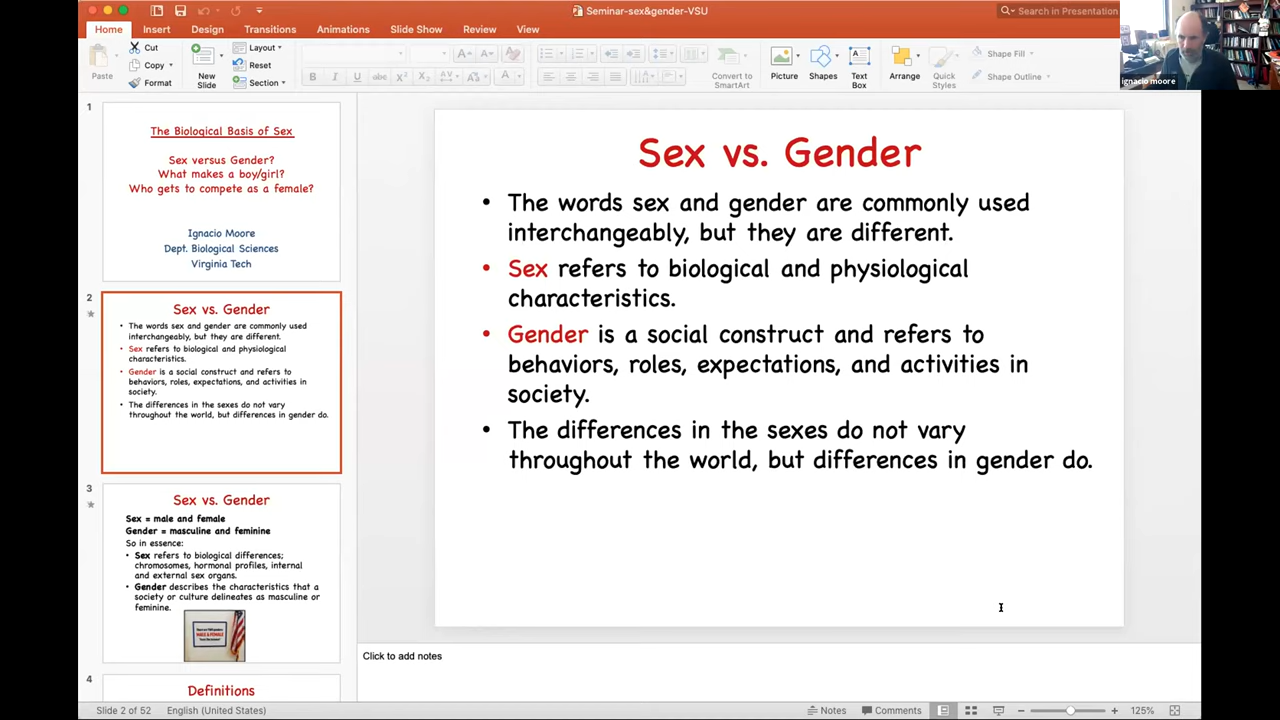 Seminar-sex&gender-VSU
Search in Presentation
Home Insert Design Transitions Animations Slide Show Review View
Paste
Cut
Copy
Format
New
Slide
Layout
Reset
Section
Convert to
SmartArt
Picture
Shapes
Text
Box
Arrange
Quick
Styles
Shape Fill
Shape Outline
ignacio moore
1
The Biological Basis of Sex
Sex versus Gender?
What makes a boy/girl?
Who gets to compete as a female?
Ignacio Moore
Dept. Biological Sciences
Virginia Tech
2
Sex vs. Gender
• The words sex and gender are commonly used
interchangeably, but they are different.
• Sex refers to biological and physiological
characteristics.
• Gender is a social construct and refers to
behaviors, roles, expectations, and activities in
society.
• The differences in the sexes do not vary
throughout the world, but differences in gender do.
3
Sex vs. Gender
Sex = male and female
Gender = masculine and feminine
So in essence:
• Sex refers to biological differences;
chromosomes, hormonal profiles, internal
and external sex organs.
• Gender describes the characteristics that a
society or culture delineates as masculine or
feminine.
MALE & FEMALE
4
Definitions
Sex vs. Gender
• The words sex and gender are commonly used
interchangeably, but they are different.
• Sex refers to biological and physiological
characteristics.
• Gender is a social construct and refers to
behaviors, roles, expectations, and activities in
society.
• The differences in the sexes do not vary
throughout the world, but differences in gender do.
Click to add notes
Slide 2 of 52 English (United States) Notes Comments 125%